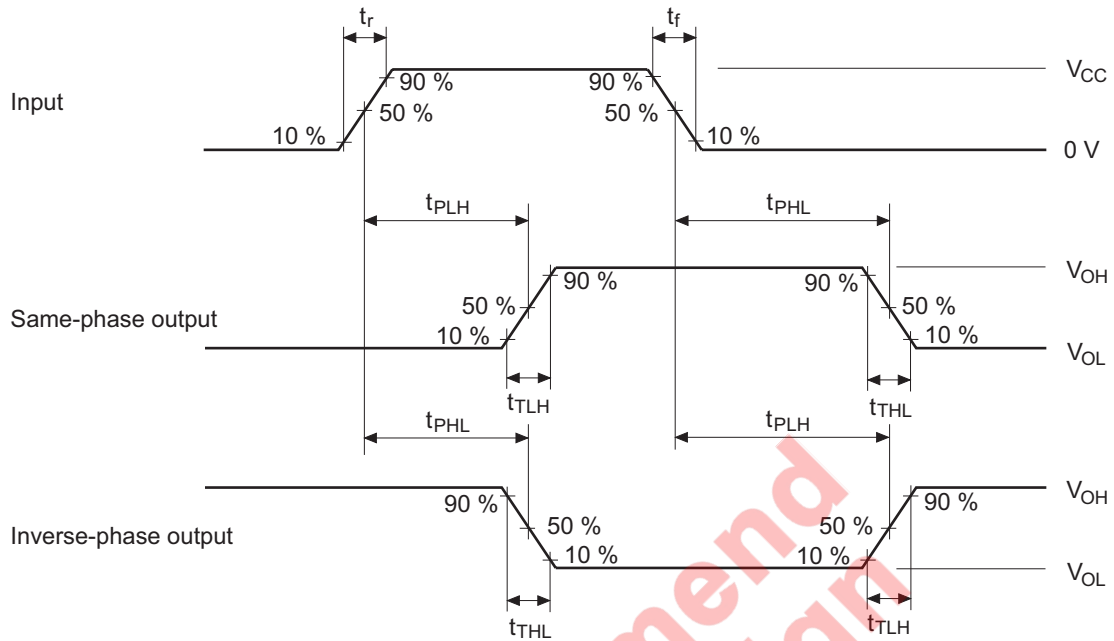 tr tf
90 % 90 % VCC
Input 50 % 50 %
10 % 10 % 0 V
tPLH tPHL
90 % 90 % VOH
Same-phase output 50 % 50 %
10 % 10 % VOL
tTLH tTHL
tPHL tPLH
90 % 90 % VOH
Inverse-phase output 50 % 50 %
10 % 10 % VOL
tTHL tTLH